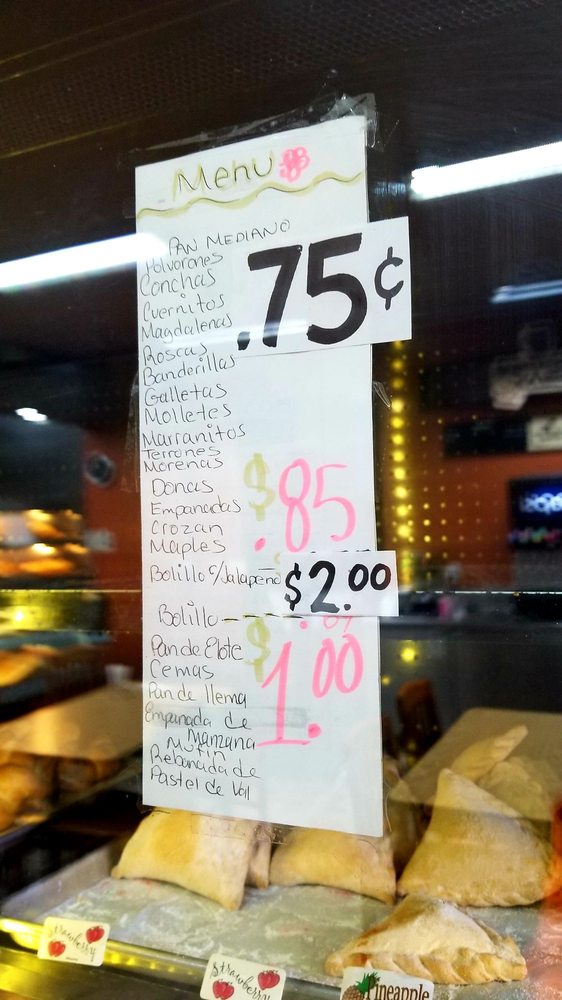 Menu
PAN MEDIANO
Polvorones
Conchas
.75¢
Cuernitos
Magdalenas
Roscas
Banderillas
Galletas
Molletes
Marranitos
Terrones
Morenas
Donas
Empanadas
$.85
Crozan
Maples
Bolillo c/Jalapeño
$2.00
Bolillo
Pan de Elote
$1.00
Cemas
Pan de llema
Empanada de
Manzana
Mufin
Rebanada de
Pastel de Vall
Strawberry
Strawberry
Pineapple